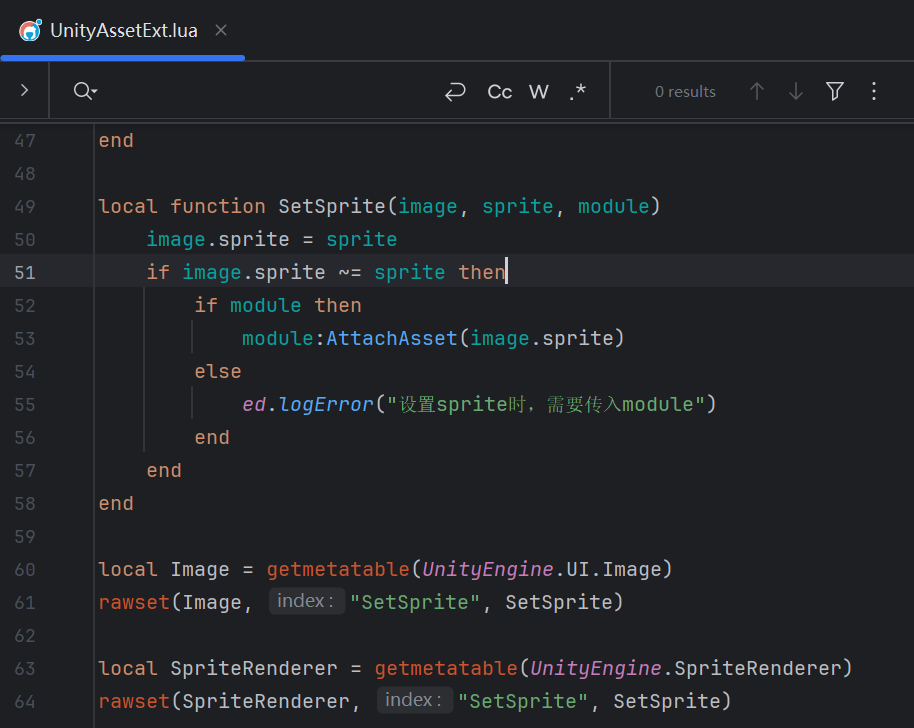 UnityAssetExt.lua
Cc W .* 0 results
47 end
48
49 local function SetSprite(image, sprite, module)
50 image.sprite = sprite
51 if image.sprite ~= sprite then
52 if module then
53 module:AttachAsset(image.sprite)
54 else
55 ed.logError("设置sprite时，需要传入module")
56 end
57 end
58 end
59
60 local Image = getmetatable(UnityEngine.UI.Image)
61 rawset(Image, index: "SetSprite", SetSprite)
62
63 local SpriteRenderer = getmetatable(UnityEngine.SpriteRenderer)
64 rawset(SpriteRenderer, index: "SetSprite", SetSprite)